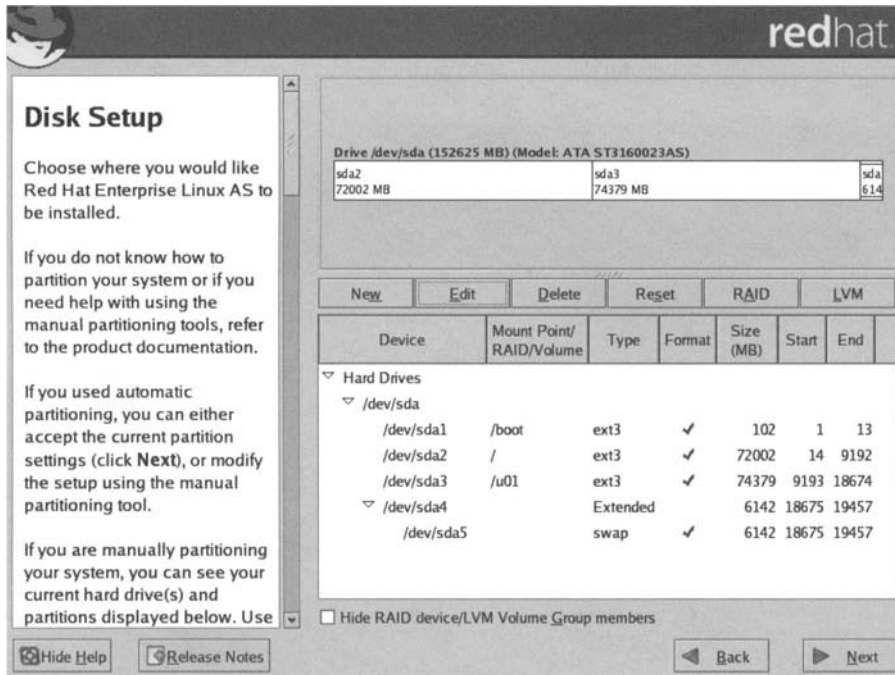 redhat
Disk Setup
Choose where you would like
Red Hat Enterprise Linux AS to
be installed.
If you do not know how to
partition your system or if you
need help with using the
manual partitioning tools, refer
to the product documentation.
If you used automatic
partitioning, you can either
accept the current partition
settings (click Next), or modify
the setup using the manual
partitioning tool.
If you are manually partitioning
your system, you can see your
current hard drive(s) and
partitions displayed below. Use
Drive /dev/sda (152625 MB) (Model: ATA ST3160023AS)
sda2 sda3 sda
72002 MB 74379 MB 614
New Edit Delete Reset RAID LVM
Device Mount Point/ RAID/Volume Type Format Size (MB) Start End
Hard Drives
/dev/sda
/dev/sda1 /boot ext3 ✓ 102 1 13
/dev/sda2 / ext3 ✓ 72002 14 9192
/dev/sda3 /u01 ext3 ✓ 74379 9193 18674
/dev/sda4 Extended 6142 18675 19457
/dev/sda5 swap ✓ 6142 18675 19457
Hide RAID device/LVM Volume Group members
Hide Help Release Notes Back Next